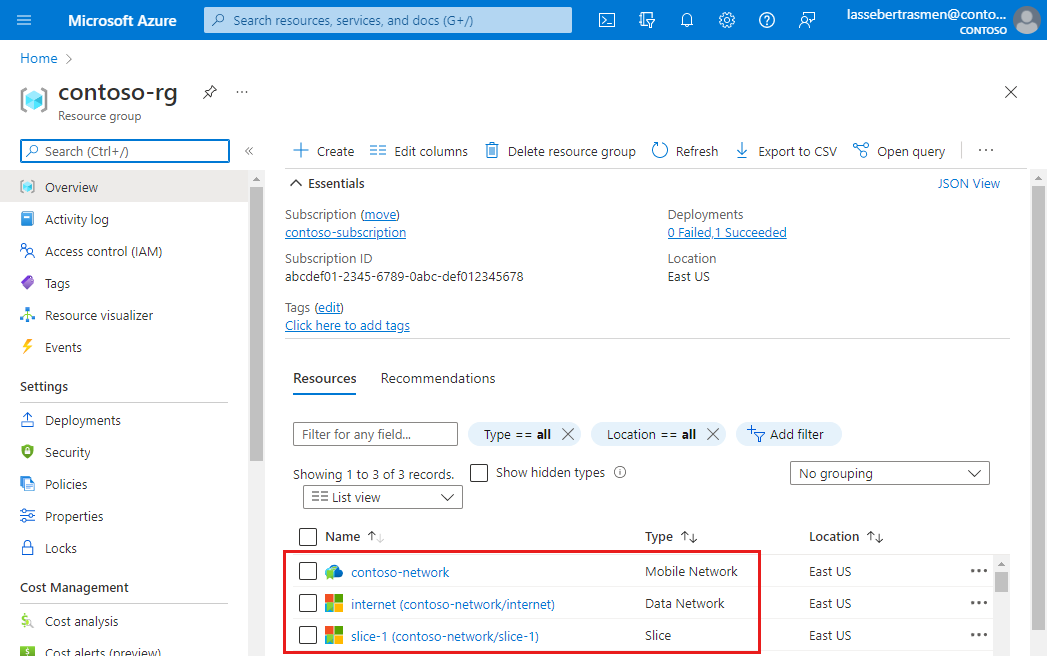 Microsoft Azure
Search resources, services, and docs (G+/)
lassebertrasmen@conto...
CONTOSO
Home
contoso-rg
...
Resource group
Search (Ctrl+/)
«
Create
Edit columns
Delete resource group
Refresh
Export to CSV
Open query
...
Overview
Activity log
Access control (IAM)
Tags
Resource visualizer
Events
Settings
Deployments
Security
Policies
Properties
Locks
Cost Management
Cost analysis
Cost alerts (preview)
Essentials
JSON View
Subscription (move)
contoso-subscription
Subscription ID
abcdef01-2345-6789-0abc-def012345678
Tags (edit)
Click here to add tags
Deployments
0 Failed,1 Succeeded
Location
East US
Resources
Recommendations
Filter for any field...
Type == all
Location == all
Add filter
Showing 1 to 3 of 3 records.
Show hidden types
No grouping
List view
Name Type Location
contoso-network Mobile Network East US ...
internet (contoso-network/internet) Data Network East US ...
slice-1 (contoso-network/slice-1) Slice East US ...